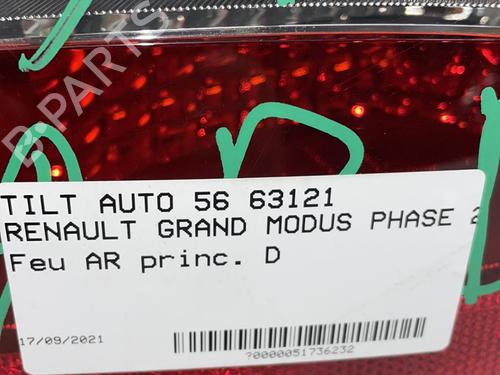 B-PARTS
TILT AUTO 56 63121
RENAULT GRAND MODUS PHASE 2
Feu AR princ. D
17/09/2021
?0000051736232